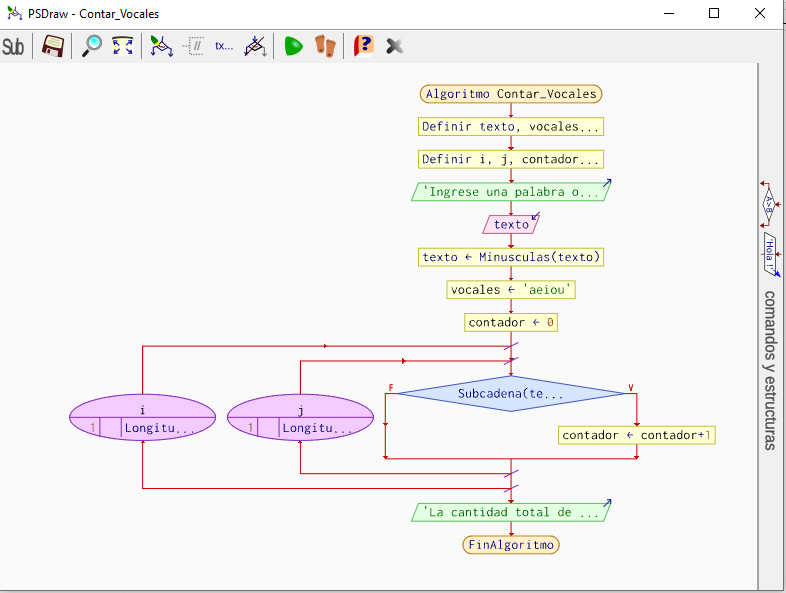 PSDraw - Contar_Vocales
Sub
tx...
Algoritmo Contar_Vocales
Definir texto, vocales...
Definir i, j, contador...
'Ingrese una palabra o...
texto
texto ← Minusculas(texto)
vocales ← 'aeiou'
contador ← 0
F
Subcadena(te...
V
i
1
Longitu...
j
1
Longitu...
contador ← contador+1
'La cantidad total de ...
FinAlgoritmo
A>B
'Hola !'
comandos y estructuras